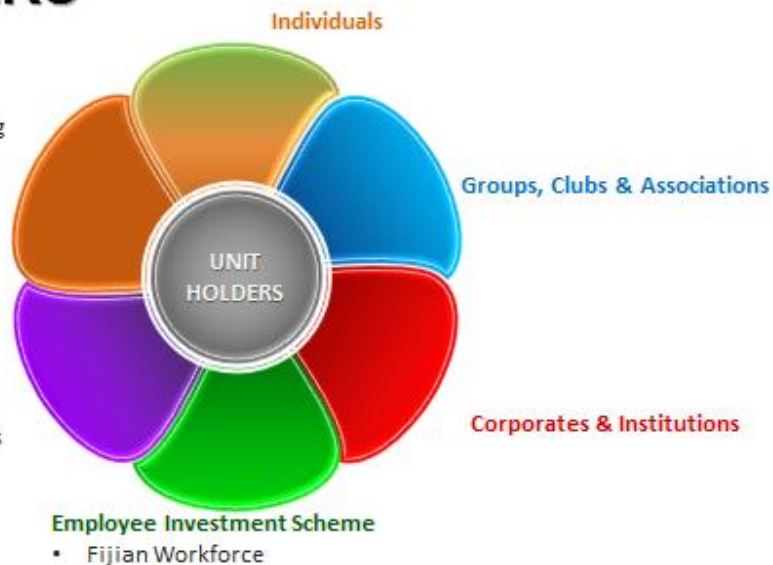 Individuals
Groups, Clubs & Associations
UNIT
HOLDERS
Corporates & Institutions
Employee Investment Scheme
• Fijian Workforce